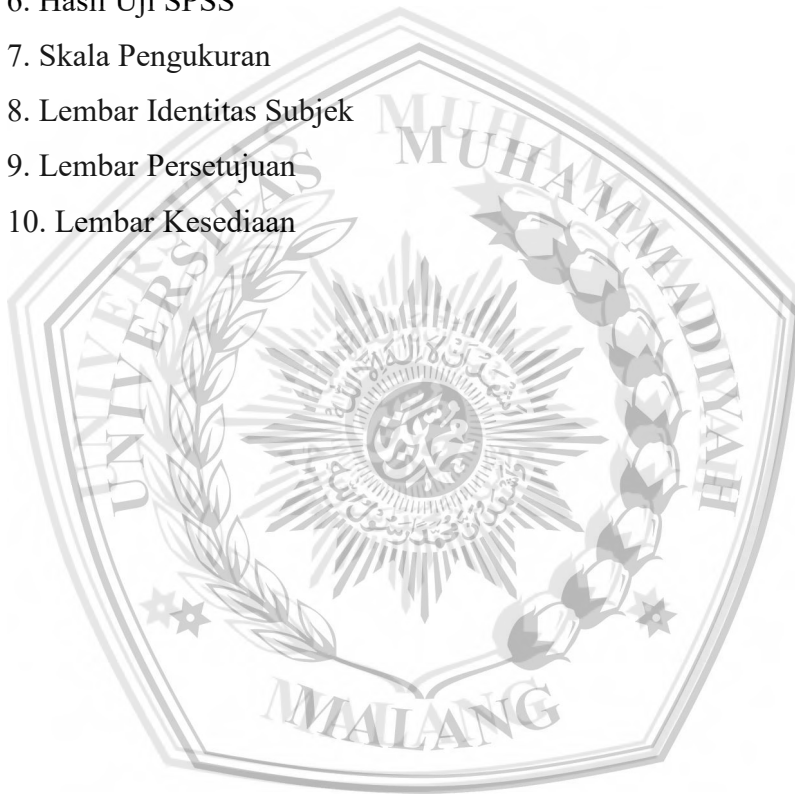 6. Hasil Uji SPSS
7. Skala Pengukuran
8. Lembar Identitas Subjek
9. Lembar Persetujuan
10. Lembar Kesediaan
UNIVERSITAS MUHAMMADIYAH
MALANG